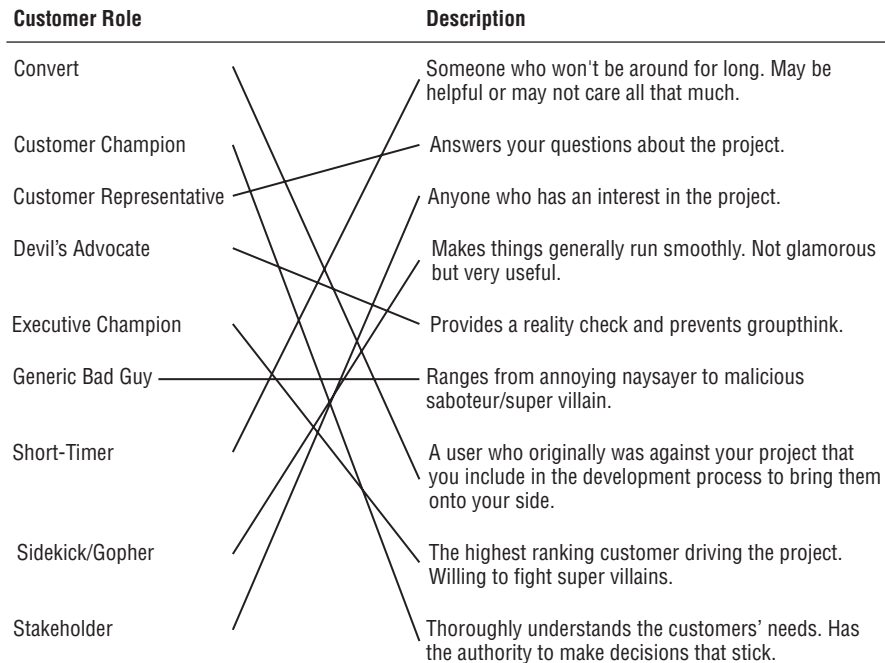 Customer Role Description
Convert
Someone who won't be around for long. May be
helpful or may not care all that much.
Customer Champion
Answers your questions about the project.
Customer Representative
Anyone who has an interest in the project.
Devil’s Advocate
Makes things generally run smoothly. Not glamorous
but very useful.
Executive Champion
Provides a reality check and prevents groupthink.
Generic Bad Guy
Ranges from annoying naysayer to malicious
saboteur/super villain.
Short-Timer
A user who originally was against your project that
you include in the development process to bring them
onto your side.
Sidekick/Gopher
The highest ranking customer driving the project.
Willing to fight super villains.
Stakeholder
Thoroughly understands the customers’ needs. Has
the authority to make decisions that stick.